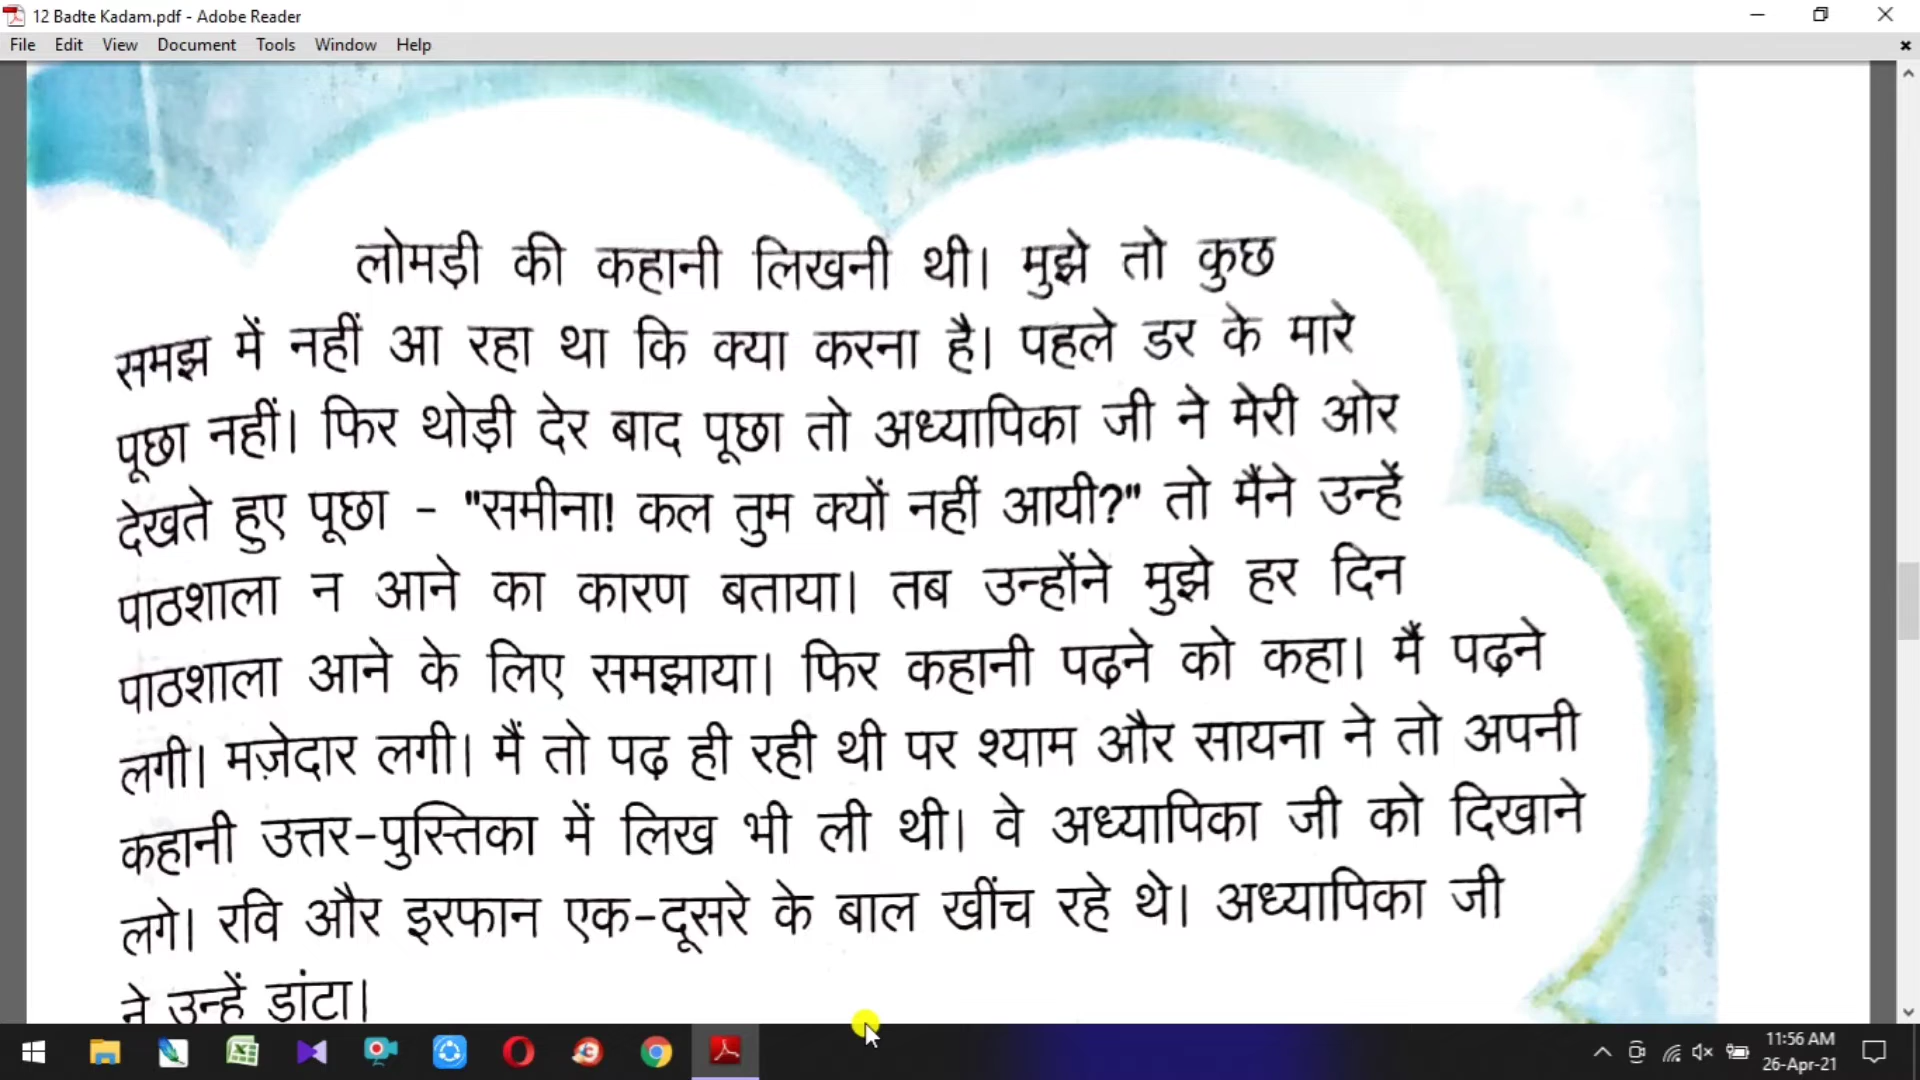 12 Badte Kadam.pdf - Adobe Reader
File Edit View Document Tools Window Help
लोमड़ी की कहानी लिखनी थी। मुझे तो कुछ
समझ में नहीं आ रहा था कि क्या करना है। पहले डर के मारे
पूछा नहीं। फिर थोड़ी देर बाद पूछा तो अध्यापिका जी ने मेरी ओर
देखते हुए पूछा - "समीना! कल तुम क्यों नहीं आयी?" तो मैंने उन्हें
पाठशाला न आने का कारण बताया। तब उन्होंने मुझे हर दिन
पाठशाला आने के लिए समझाया। फिर कहानी पढ़ने को कहा। मैं पढ़ने
लगी। मज़ेदार लगी। मैं तो पढ़ ही रही थी पर श्याम और सायना ने तो अपनी
कहानी उत्तर-पुस्तिका में लिख भी ली थी। वे अध्यापिका जी को दिखाने
लगे। रवि और इरफान एक-दूसरे के बाल खींच रहे थे। अध्यापिका जी
ने उन्हें डांटा।
11:56 AM
26-Apr-21